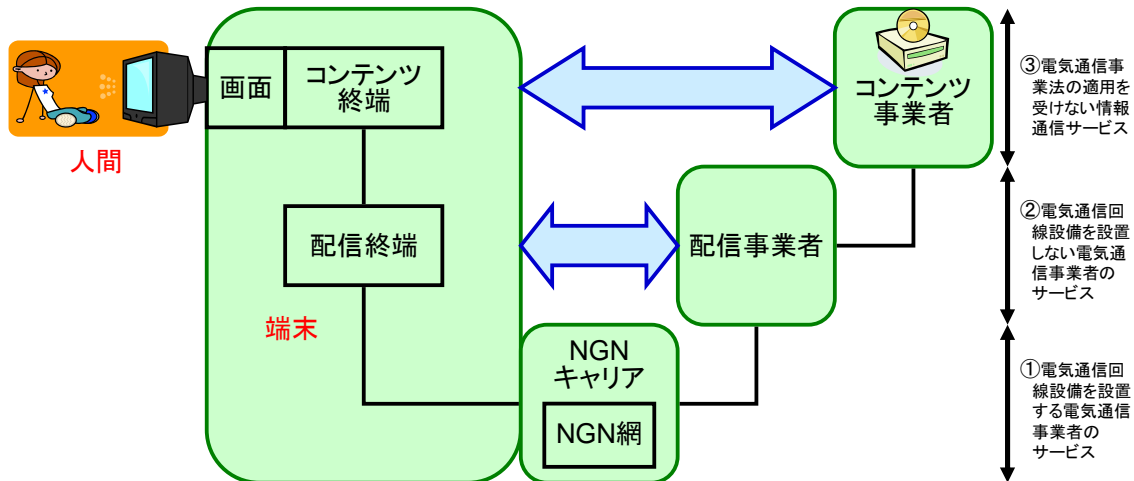 画面
コンテンツ
終端
コンテンツ
事業者
人間
配信終端
配信事業者
端末
NGN
キャリア
NGN網
③電気通信事
業法の適用を
受けない情報
通信サービス
②電気通信回
線設備を設置
しない電気通
信事業者の
サービス
①電気通信回
線設備を設置
する電気通信
事業者の
サービス